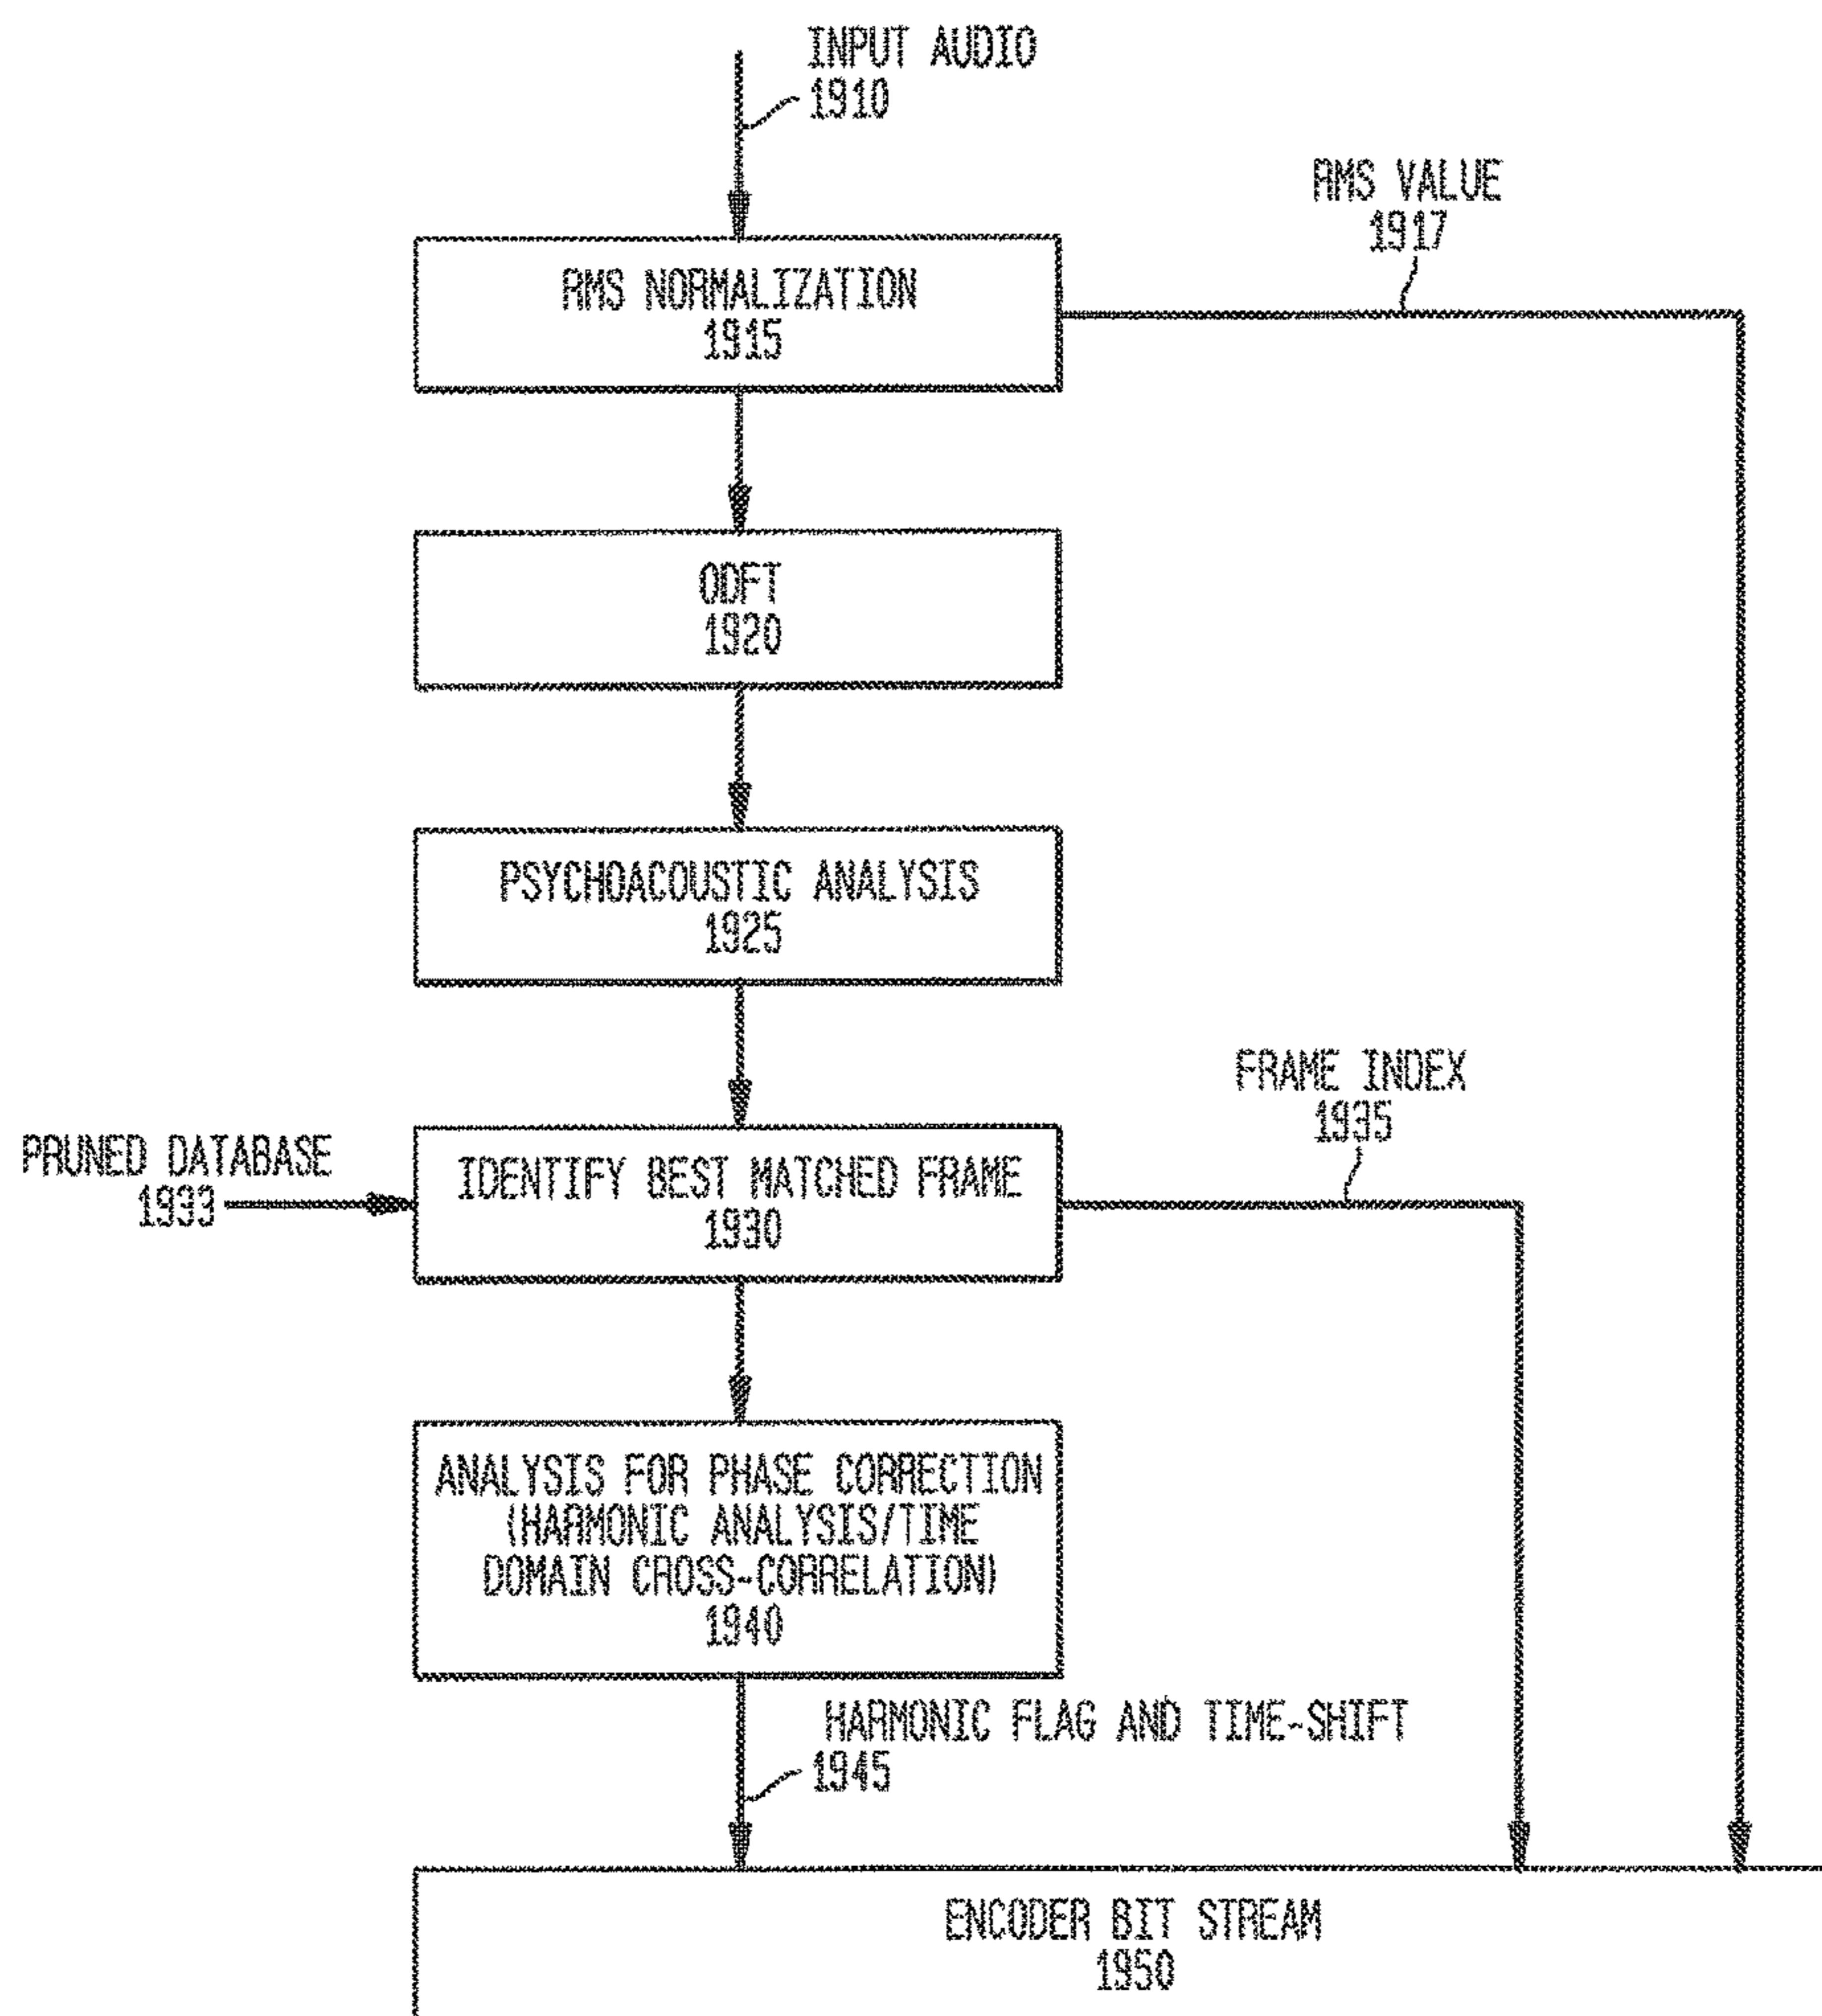 INPUT AUDIO
1910
RMS VALUE
1917
RMS NORMALIZATION
1915
ODFT
1920
PSYCHOACOUSTIC ANALYSIS
1925
FRAME INDEX
1935
PRUNED DATABASE
1933
IDENTIFY BEST MATCHED FRAME
1930
ANALYSIS FOR PHASE CORRECTION
(HARMONIC ANALYSIS/TIME
DOMAIN CROSS-CORRELATION)
1940
HARMONIC FLAG AND TIME-SHIFT
1945
ENCODER BIT STREAM
1950